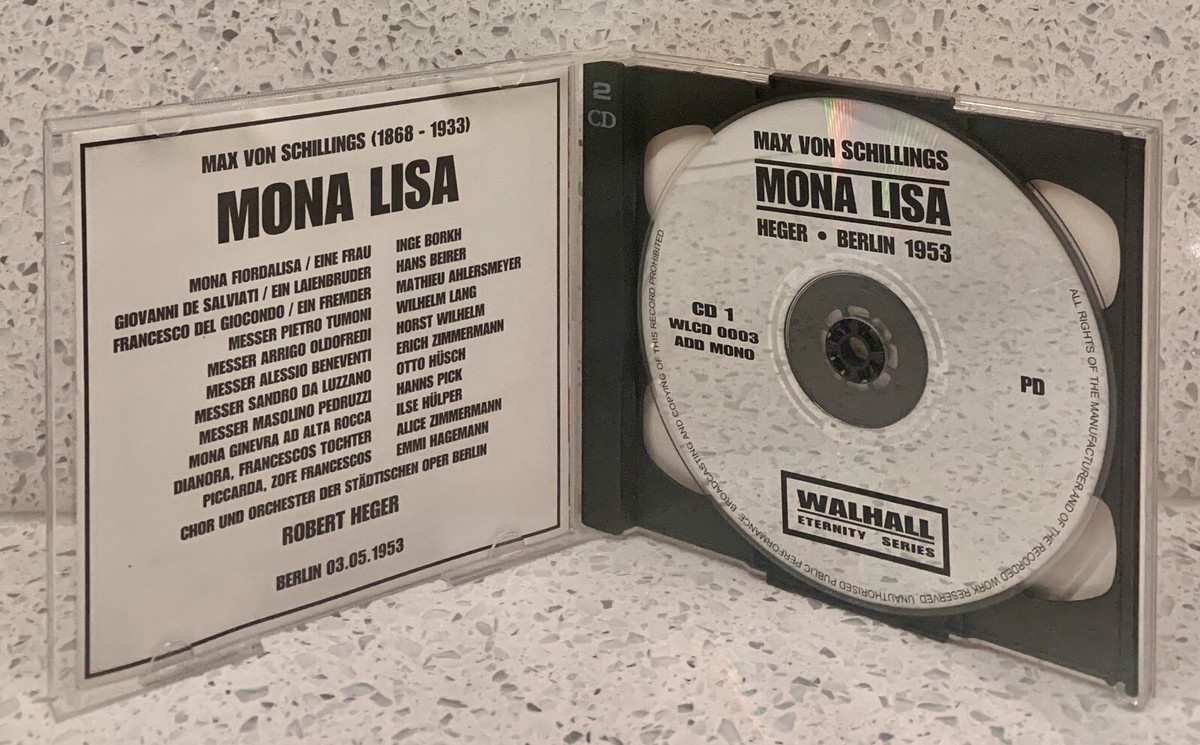 MAX VON SCHILLINGS (1868 - 1933)
MONA LISA
MONA FIORDALISA / EINE FRAU INGE BORKH
GIOVANNI DE SALVIATI / EIN LAIENBRUDER HANS BEIRER
FRANCESCO DEL GIOCONDO / EIN FREMDER MATHIEU AHLERSMEYER
MESSER PIETRO TUMONI WILHELM LANG
MESSER ARRIGO OLDOFREDI HORST WILHELM
MESSER ALESSIO BENEVENTI ERICH ZIMMERMANN
MESSER SANDRO DA LUZZANO OTTO HÜSCH
MESSER MASOLINO PEDRUZZI HANNS PICK
MONA GINEVRA AD ALTA ROCCA ILSE HÜLPER
DIANORA, FRANCESCOS TOCHTER ALICE ZIMMERMANN
PICCARDA, ZOFE FRANCESCOS EMMI HAGEMANN
CHOR UND ORCHESTER DER STÄDTISCHEN OPER BERLIN
ROBERT HEGER
BERLIN 03.05.1953
2
CD
MAX VON SCHILLINGS
MONA LISA
HEGER • BERLIN 1953
CD 1
WLCD 0003
ADD MONO
PD
WALHALL
ETERNITY SERIES
ALL RIGHTS OF THE MANUFACTURER AND OF THE RECORDED WORK RESERVED. UNAUTHORISED PUBLIC PERFORMANCE, BROADCASTING AND COPYING OF THIS RECORD PROHIBITED